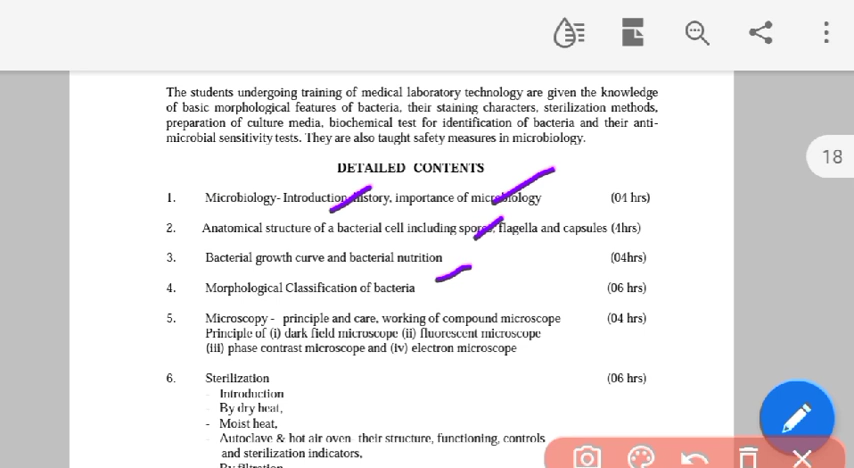 The students undergoing training of medical laboratory technology are given the knowledge
of basic morphological features of bacteria, their staining characters, sterilization methods,
preparation of culture media, biochemical test for identification of bacteria and their anti-
microbial sensitivity tests. They are also taught safety measures in microbiology.
18
DETAILED CONTENTS
1. Microbiology- Introduction, history, importance of microbiology (04 hrs)
2. Anatomical structure of a bacterial cell including spores, flagella and capsules (4hrs)
3. Bacterial growth curve and bacterial nutrition (04hrs)
4. Morphological Classification of bacteria (06 hrs)
5. Microscopy - principle and care, working of compound microscope (04 hrs)
Principle of (i) dark field microscope (ii) fluorescent microscope
(iii) phase contrast microscope and (iv) electron microscope
6. Sterilization (06 hrs)
- Introduction
- By dry heat,
- Moist heat,
- Autoclave & hot air oven their structure, functioning, controls
and sterilization indicators,
- By filtration